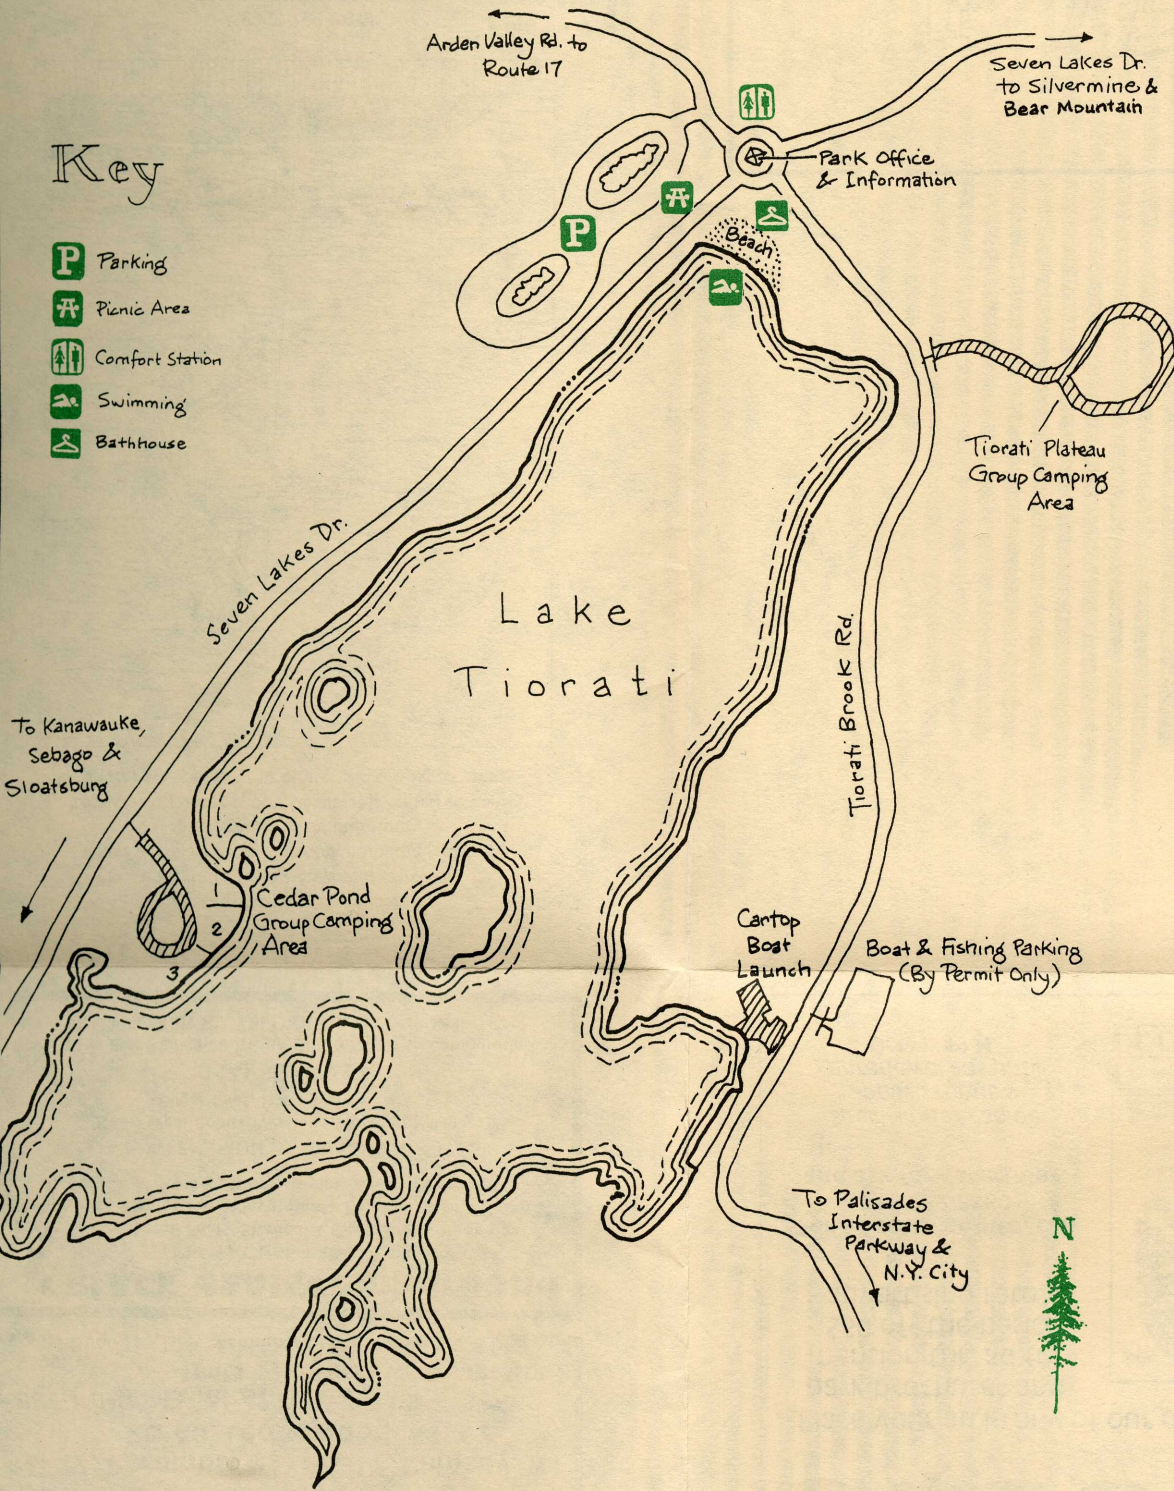 Arden Valley Rd. to
Route 17
Seven Lakes Dr.
to Silvermine &
Bear Mountain
Park Office
& Information
Key
P Parking
Picnic Area
Comfort Station
Swimming
Bathhouse
P
Beach
Tiorati Plateau
Group Camping
Area
Seven Lakes Dr.
Lake
Tiorati
Tiorati Brook Rd.
To Kanawauke,
Sebago &
Sloatsburg
1
2
3
Cedar Pond
Group Camping
Area
Cartop
Boat
Launch
Boat & Fishing Parking
(By Permit Only)
To Palisades
Interstate
Parkway &
N.Y. City
N